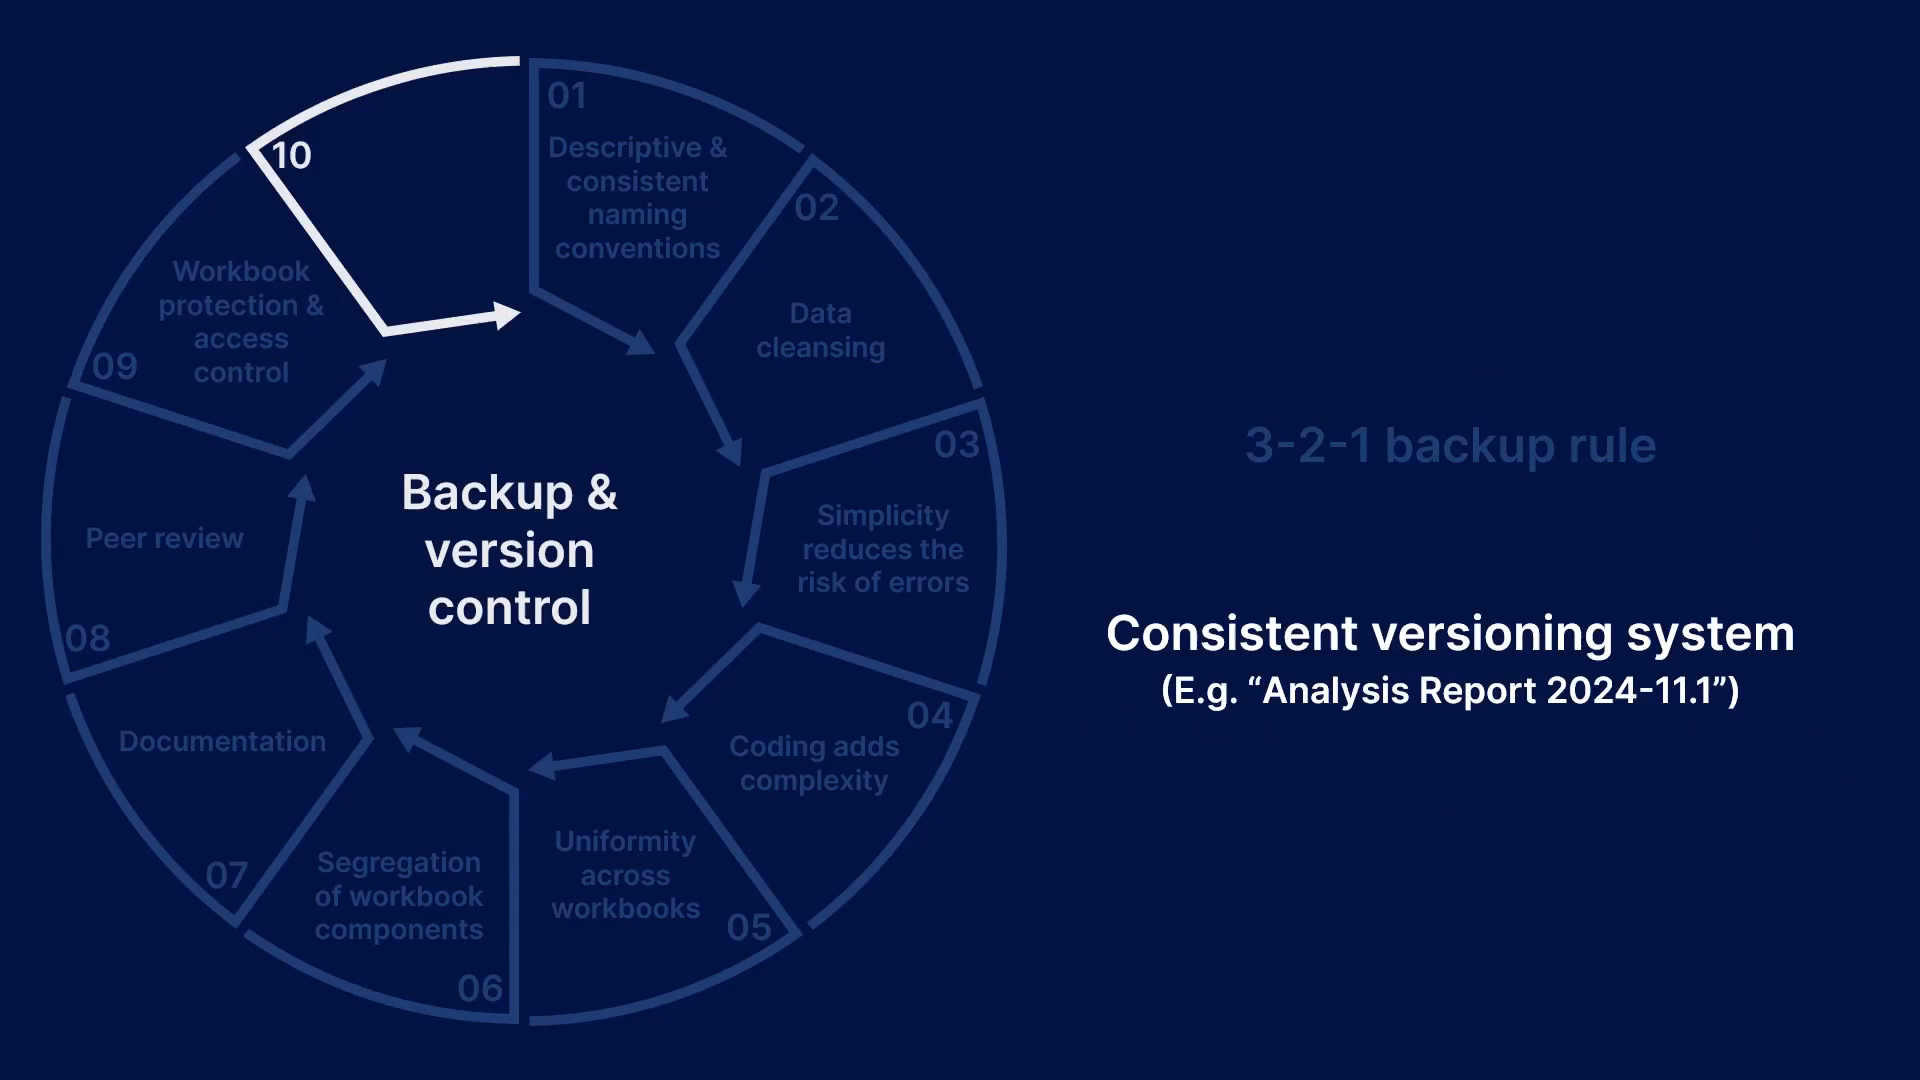 01
Descriptive &
consistent
naming
conventions
02
Data
cleansing
03
Simplicity
reduces the
risk of errors
04
Coding adds
complexity
05
Uniformity
across
workbooks
06
Segregation
of workbook
components
07
Documentation
08
Peer review
09
Workbook
protection &
access
control
10
Backup &
version
control
3-2-1 backup rule
Consistent versioning system
(E.g. “Analysis Report 2024-11.1”)